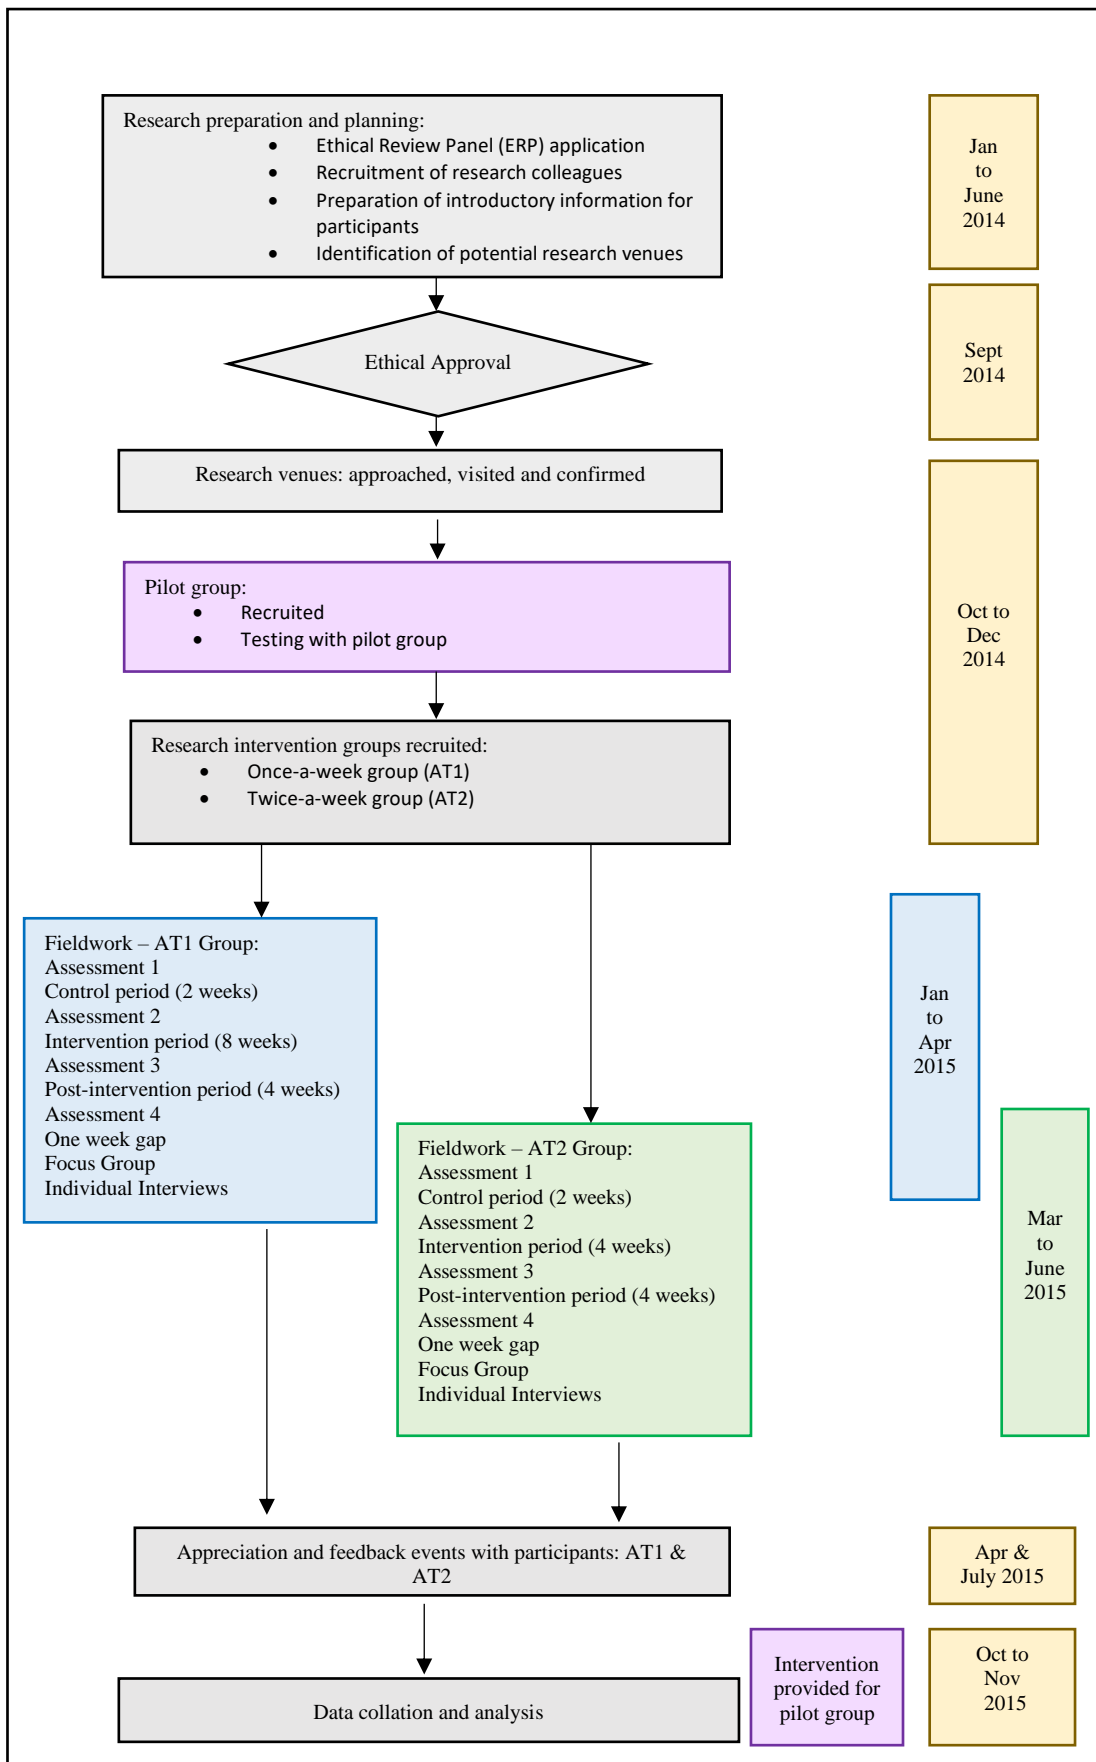 Research preparation and planning:
• Ethical Review Panel (ERP) application
• Recruitment of research colleagues
• Preparation of introductory information for
participants
• Identification of potential research venues
Jan
to
June
2014
Ethical Approval
Sept
2014
Research venues: approached, visited and confirmed
Pilot group:
• Recruited
• Testing with pilot group
Oct to
Dec
2014
Research intervention groups recruited:
• Once-a-week group (AT1)
• Twice-a-week group (AT2)
Fieldwork – AT1 Group:
Assessment 1
Control period (2 weeks)
Assessment 2
Intervention period (8 weeks)
Assessment 3
Post-intervention period (4 weeks)
Assessment 4
One week gap
Focus Group
Individual Interviews
Jan
to
Apr
2015
Fieldwork – AT2 Group:
Assessment 1
Control period (2 weeks)
Assessment 2
Intervention period (4 weeks)
Assessment 3
Post-intervention period (4 weeks)
Assessment 4
One week gap
Focus Group
Individual Interviews
Mar
to
June
2015
Appreciation and feedback events with participants: AT1 &
AT2
Apr &
July 2015
Data collation and analysis
Intervention
provided for
pilot group
Oct to
Nov
2015